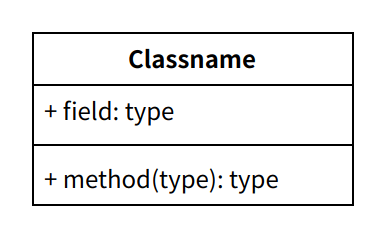 Classname
+ field: type
+ method(type): type